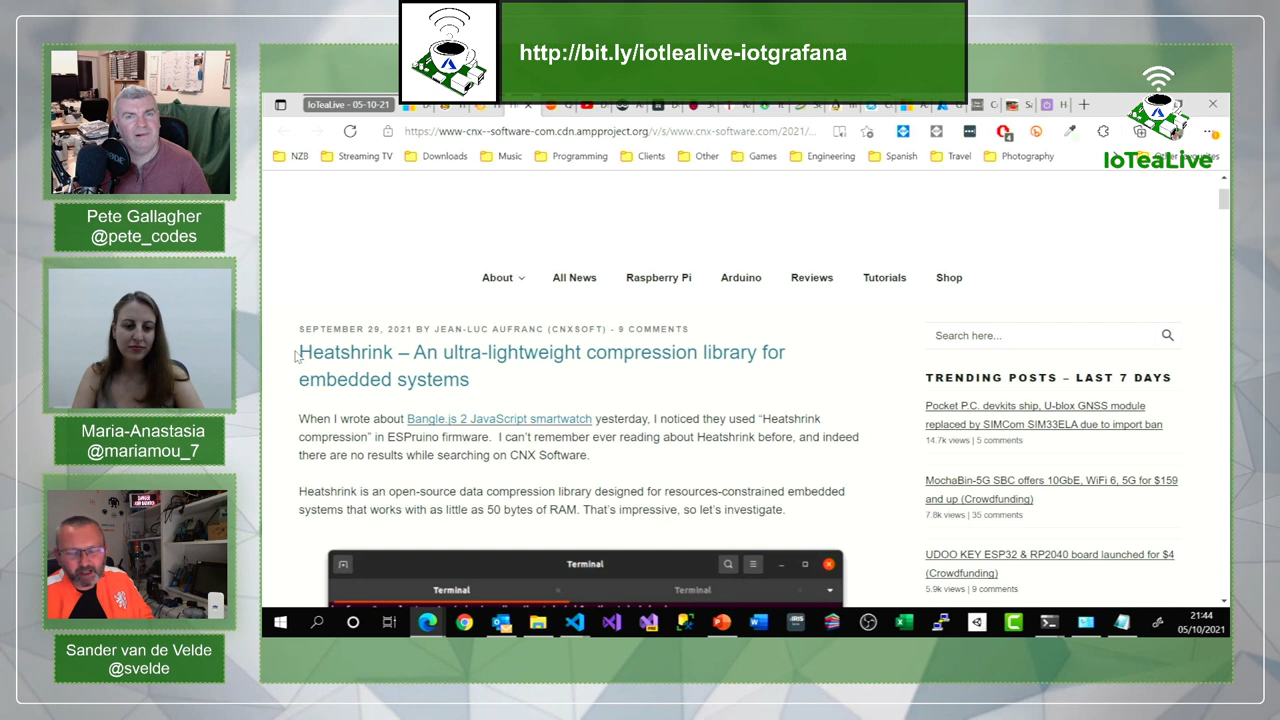 http://bit.ly/iotlealive-iotgrafana
Pete Gallagher
@pete_codes
Maria-Anastasia
@mariamou_7
Sander van de Velde
@svelde
IoTeaLive - 05-10-21
https://www-cnx--software-com.cdn.ampproject.org/v/s/www.cnx-software.com/2021/...
NZB
Streaming TV
Downloads
Music
Programming
Clients
Other
Games
Engineering
Spanish
Travel
Photography
IoTeaLive
About
All News
Raspberry Pi
Arduino
Reviews
Tutorials
Shop
SEPTEMBER 29, 2021 BY JEAN-LUC AUFRANC (CNXSOFT) - 9 COMMENTS
Heatshrink – An ultra-lightweight compression library for
embedded systems
When I wrote about Bangle.js 2 JavaScript smartwatch yesterday, I noticed they used “Heatshrink
compression” in ESPruino firmware. I can’t remember ever reading about Heatshrink before, and indeed
there are no results while searching on CNX Software.
Heatshrink is an open-source data compression library designed for resources-constrained embedded
systems that works with as little as 50 bytes of RAM. That’s impressive, so let’s investigate.
Terminal
Terminal
Terminal
Search here...
TRENDING POSTS – LAST 7 DAYS
Pocket P.C. devkits ship, U-blox GNSS module
replaced by SIMCom SIM33ELA due to import ban
14.7k views | 5 comments
MochaBin-5G SBC offers 10GbE, WiFi 6, 5G for $159
and up (Crowdfunding)
7.8k views | 35 comments
UDOO KEY ESP32 & RP2040 board launched for $4
(Crowdfunding)
5.9k views | 9 comments
21:44
05/10/2021